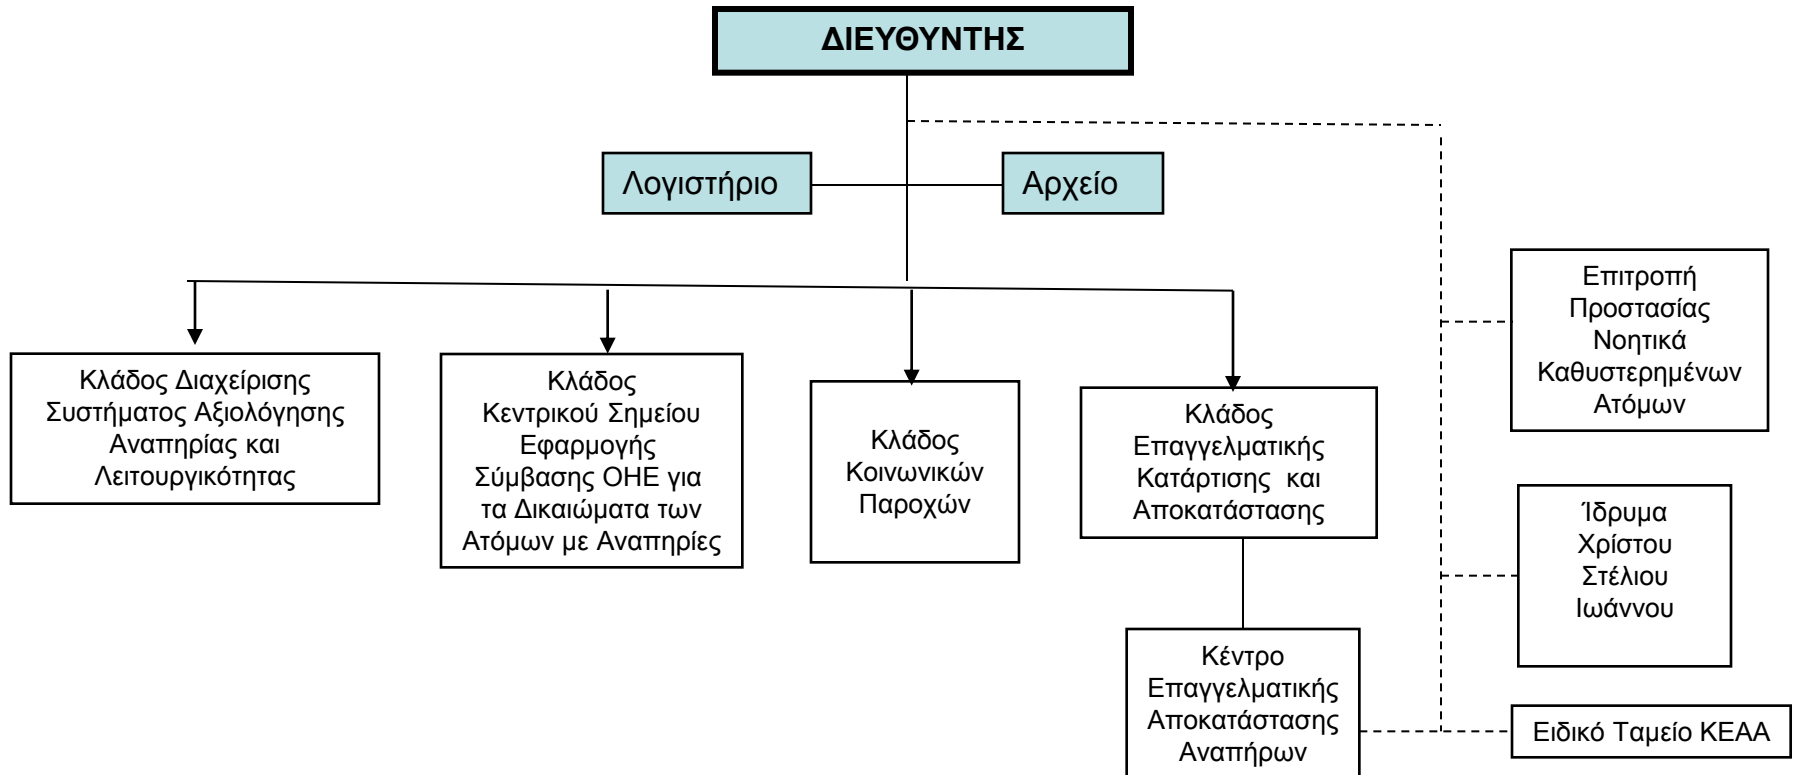 ΔΙΕΥΘΥΝΤΗΣ
Λογιστήριο
Αρχείο
Κλάδος Διαχείρισης
Συστήματος Αξιολόγησης
Αναπηρίας και
Λειτουργικότητας
Κλάδος
Κεντρικού Σημείου
Εφαρμογής
Σύμβασης ΟΗΕ για
τα Δικαιώματα των
Ατόμων με Αναπηρίες
Κλάδος
Κοινωνικών
Παροχών
Κλάδος
Επαγγελματικής
Κατάρτισης και
Αποκατάστασης
Κέντρο
Επαγγελματικής
Αποκατάστασης
Αναπήρων
Επιτροπή
Προστασίας
Νοητικά
Καθυστερημένων
Ατόμων
Ίδρυμα
Χρίστου
Στέλιου
Ιωάννου
Ειδικό Ταμείο ΚΕΑΑ